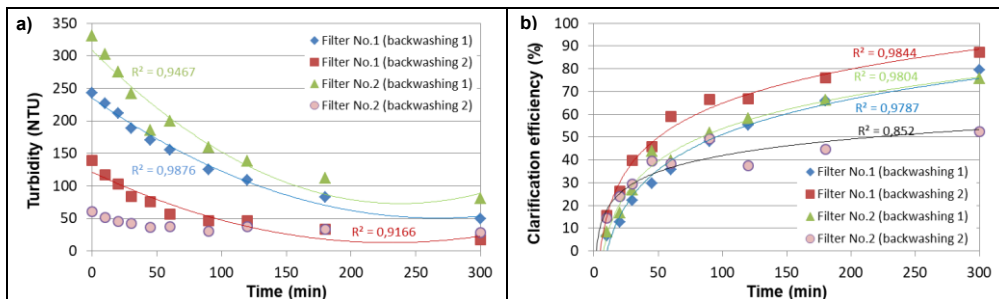 a)
350
300
250
200
150
100
50
0
Turbidity (NTU)
0 50 100 150 200 250 300
Time (min)
R² = 0,9467
R² = 0,9876
R² = 0,9166
Filter No.1 (backwashing 1)
Filter No.1 (backwashing 2)
Filter No.2 (backwashing 1)
Filter No.2 (backwashing 2)
b)
100
90
80
70
60
50
40
30
20
10
0
Clarification efficiency (%)
0 50 100 150 200 250 300
Time (min)
R² = 0,9844
R² = 0,9804
R² = 0,9787
R² = 0,852
Filter No.1 (backwashing 1)
Filter No.1 (backwashing 2)
Filter No.2 (backwashing 1)
Filter No.2 (backwashing 2)